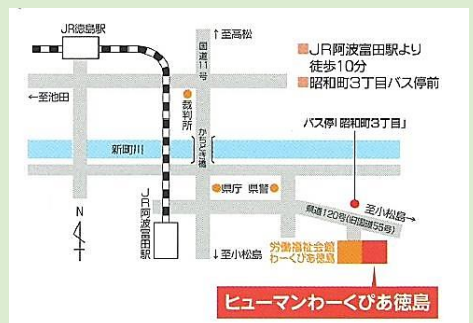 JR徳島駅
国道11号
↑至高松
■JR阿波富田駅より
徒歩10分
■昭和町3丁目バス停前
←至池田
裁判所
バス停「昭和町3丁目」
新町川
かちどき橋
JR阿波富田駅
県庁 県警
N
県道120号(旧国道55号)
至小松島→
↓至小松島
労働福祉会館
わーくぴあ徳島
ヒューマンわーくぴあ徳島